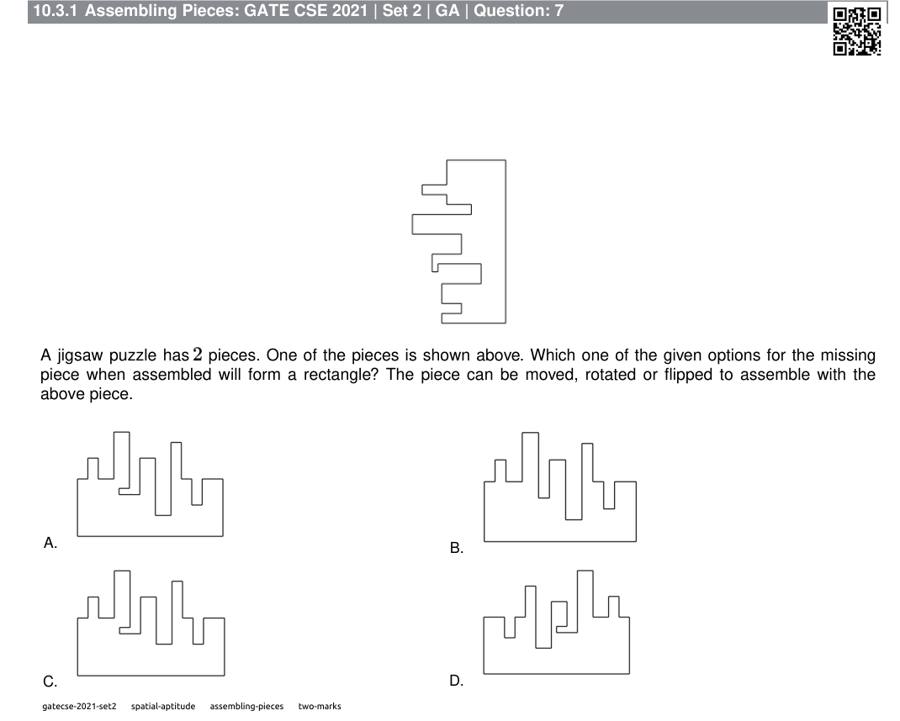 10.3.1 Assembling Pieces: GATE CSE 2021 | Set 2 | GA | Question: 7
A jigsaw puzzle has 2 pieces. One of the pieces is shown above. Which one of the given options for the missing
piece when assembled will form a rectangle? The piece can be moved, rotated or flipped to assemble with the
above piece.
A.
B.
C.
D.
gatecse-2021-set2 spatial-aptitude assembling-pieces two-marks